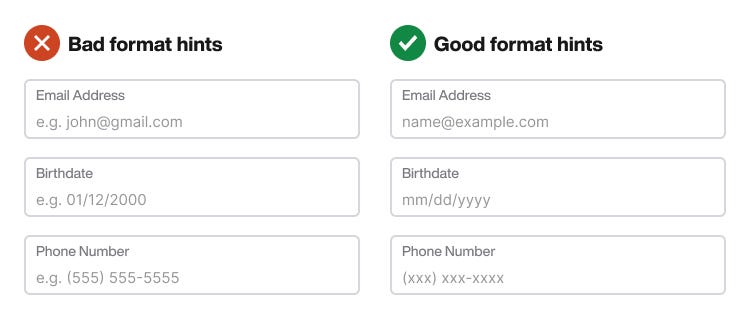 Bad format hints
Email Address
e.g. john@gmail.com
Birthdate
e.g. 01/12/2000
Phone Number
e.g. (555) 555-5555
Good format hints
Email Address
name@example.com
Birthdate
mm/dd/yyyy
Phone Number
(xxx) xxx-xxxx